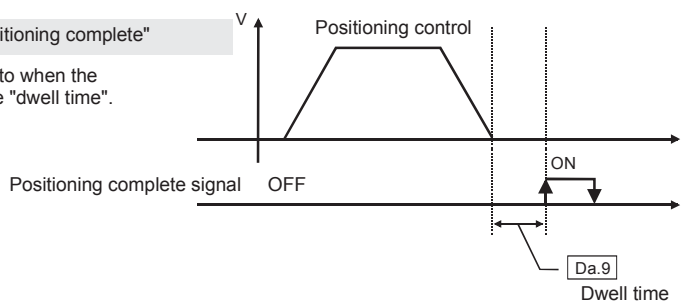 V
itioning complete"
Positioning control
to when the
e "dwell time".
ON
Positioning complete signal OFF
Da.9
Dwell time